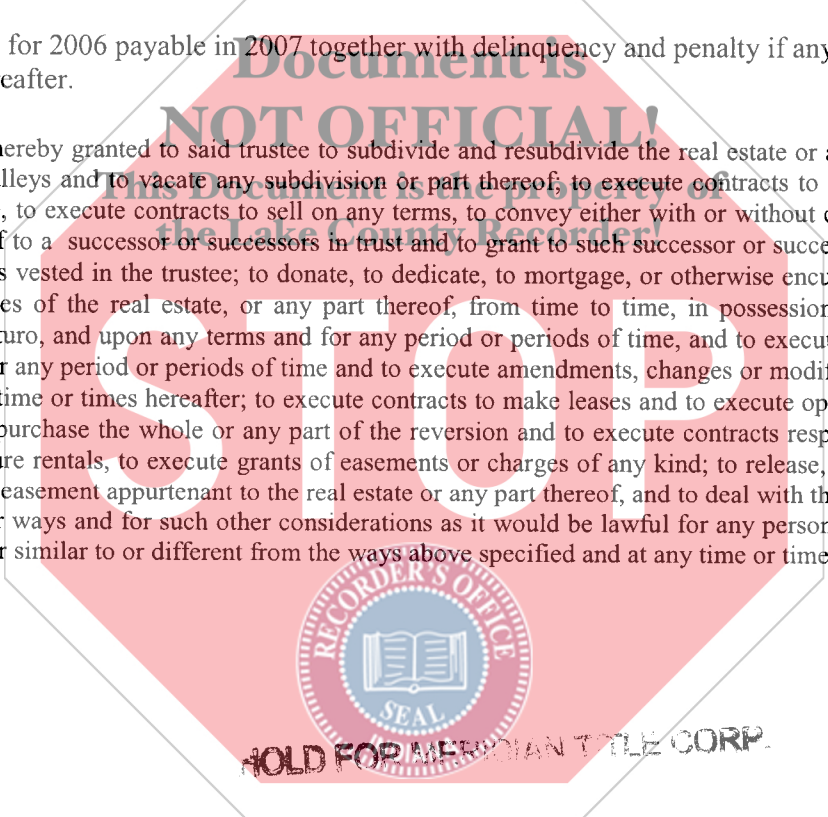 for 2006 payable in 2007 together with delinquency and penalty if any
eafter.
Document is
NOT OFFICIAL!
This Document is the property of
the Lake County Recorder!
STOP
hereby granted to said trustee to subdivide and resubdivide the real estate or a
lleys and to vacate any subdivision or part thereof; to execute contracts to
, to execute contracts to sell on any terms, to convey either with or without c
f to a successor or successors in trust and to grant to such successor or succe
s vested in the trustee; to donate, to dedicate, to mortgage, or otherwise encu
es of the real estate, or any part thereof, from time to time, in possession
turo, and upon any terms and for any period or periods of time, and to execu
r any period or periods of time and to execute amendments, changes or modif
time or times hereafter; to execute contracts to make leases and to execute op
purchase the whole or any part of the reversion and to execute contracts resp
ure rentals, to execute grants of easements or charges of any kind; to release,
easement appurtenant to the real estate or any part thereof, and to deal with th
r ways and for such other considerations as it would be lawful for any person
r similar to or different from the ways above specified and at any time or time
RECORDER'S OFFICE
SEAL
HOLD FOR MERIDIAN TITLE CORP.